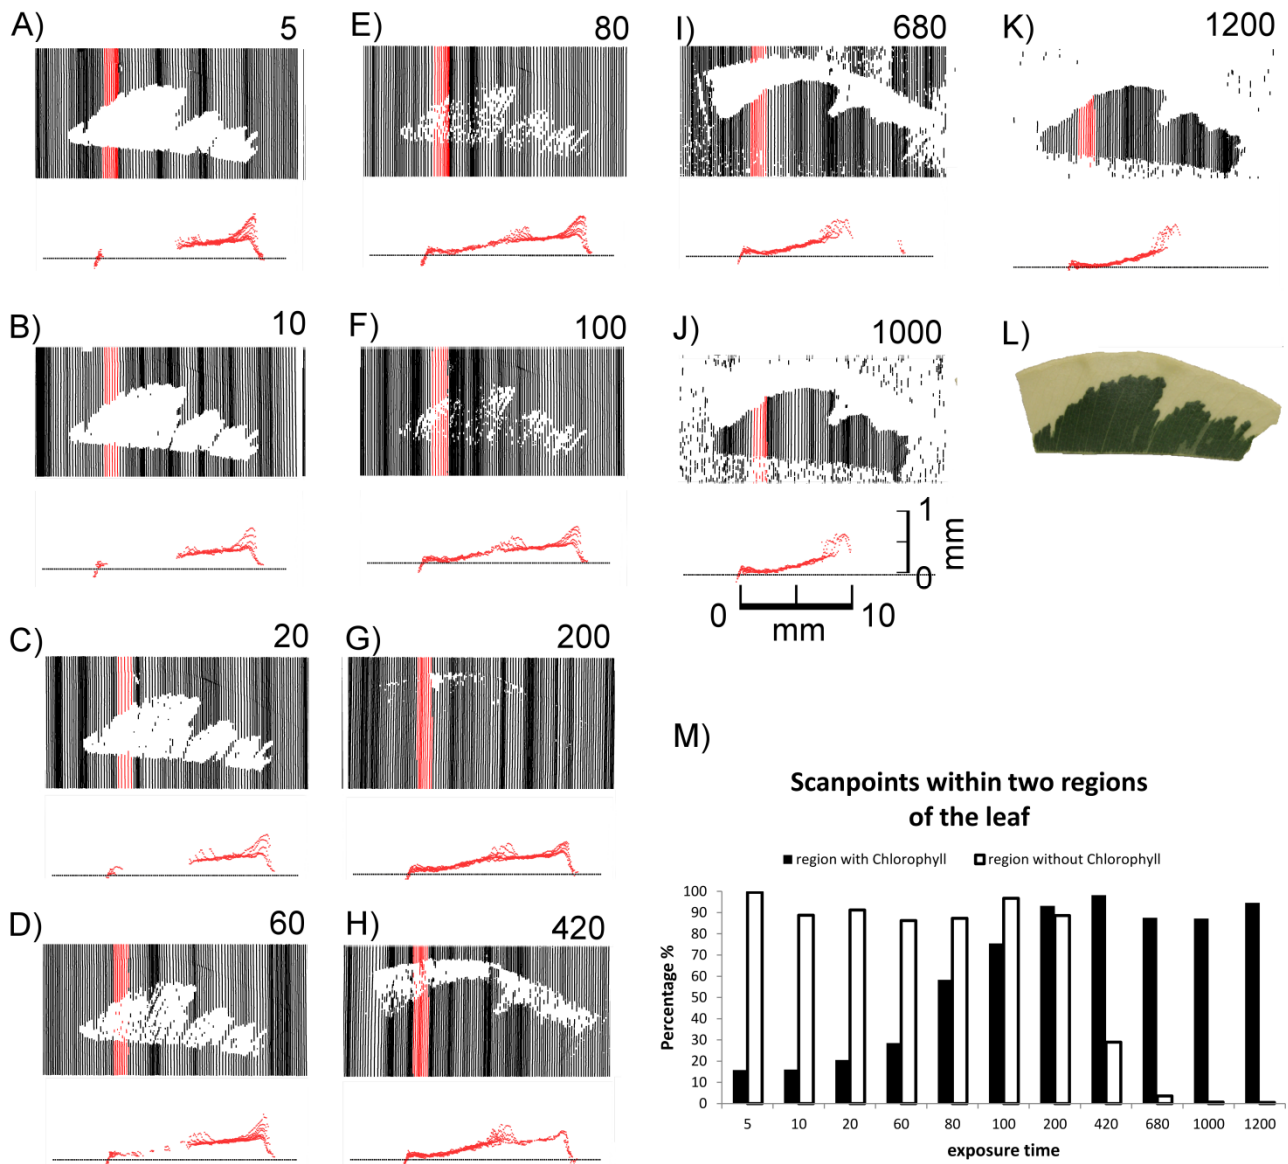 A) 5
E) 80
I) 680
K) 1200
B) 10
F) 100
J) 1000
L)
1
0
mm
0 10
mm
C) 20
G) 200
D) 60
H) 420
M)
Scanpoints within two regions
of the leaf
region with Chlorophyll region without Chlorophyll
100
90
80
70
60
50
40
30
20
10
0
Percentage %
5 10 20 60 80 100 200 420 680 1000 1200
exposure time